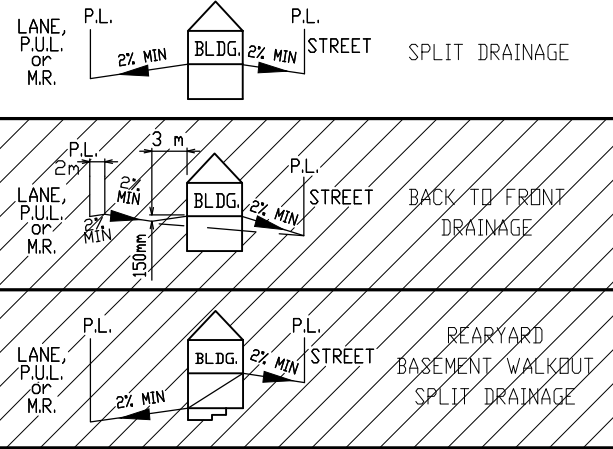 P.L.
P.L.
LANE,
P.U.L.
or
M.R.
2% MIN
BLDG.
2% MIN
STREET
SPLIT DRAINAGE
3 m
P.L.
2m
P.L.
LANE,
P.U.L.
or
M.R.
2%
MIN
2%
MIN
150mm
BLDG.
2% MIN
STREET
BACK TO FRONT
DRAINAGE
P.L.
P.L.
LANE,
P.U.L.
or
M.R.
2% MIN
BLDG.
2% MIN
STREET
REARYARD
BASEMENT WALKOUT
SPLIT DRAINAGE